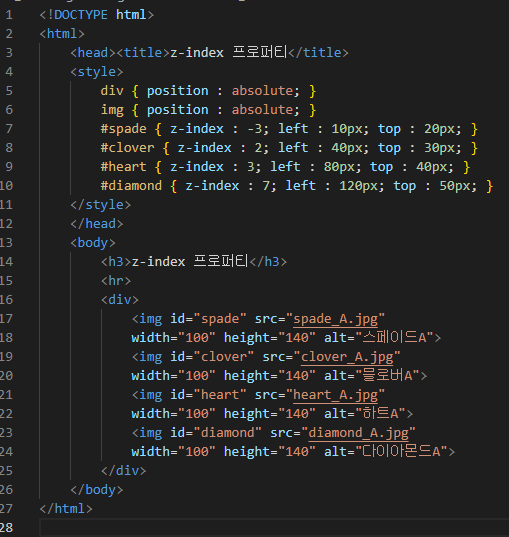 1 <!DOCTYPE html>
2 <html>
3 <head><title>z-index 프로퍼티</title>
4 <style>
5 div { position : absolute; }
6 img { position : absolute; }
7 #spade { z-index : -3; left : 10px; top : 20px; }
8 #clover { z-index : 2; left : 40px; top : 30px; }
9 #heart { z-index : 3; left : 80px; top : 40px; }
10 #diamond { z-index : 7; left : 120px; top : 50px; }
11 </style>
12 </head>
13 <body>
14 <h3>z-index 프로퍼티</h3>
15 <hr>
16 <div>
17 <img id="spade" src="spade_A.jpg"
18 width="100" height="140" alt="스페이드A">
19 <img id="clover" src="clover_A.jpg"
20 width="100" height="140" alt="믈로버A">
21 <img id="heart" src="heart_A.jpg"
22 width="100" height="140" alt="하트A">
23 <img id="diamond" src="diamond_A.jpg"
24 width="100" height="140" alt="다이아몬드A">
25 </div>
26 </body>
27 </html>
28